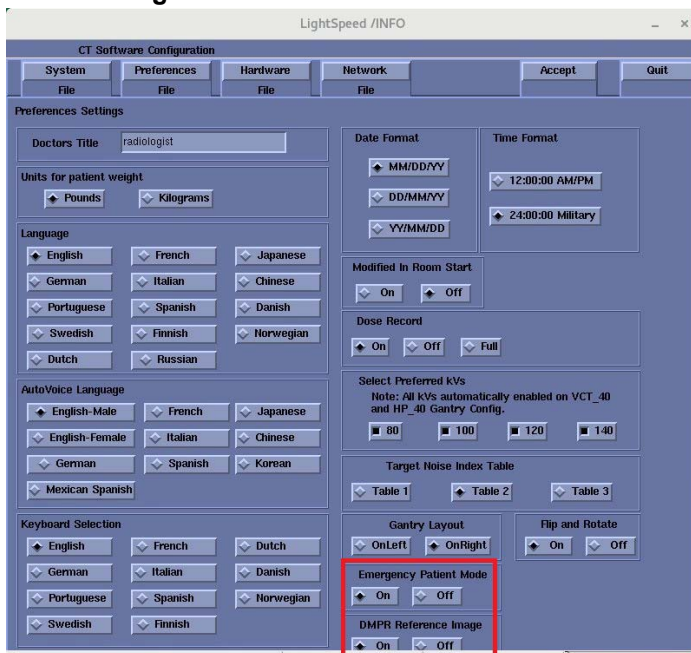 LightSpeed /INFO
CT Software Configuration
System Preferences Hardware Network Accept Quit
File File File File
Preferences Settings
Doctors Title radiologist
Units for patient weight
Pounds Kilograms
Language
English French Japanese
German Italian Chinese
Portuguese Spanish Danish
Swedish Finnish Norwegian
Dutch Russian
AutoVoice Language
English-Male French Japanese
English-Female Italian Chinese
German Spanish Korean
Mexican Spanish
Keyboard Selection
English French Dutch
German Italian Danish
Portuguese Spanish Norwegian
Swedish Finnish
Date Format
MM/DD/YY
DD/MM/YY
YY/MM/DD
Time Format
12:00:00 AM/PM
24:00:00 Military
Modified In Room Start
On Off
Dose Record
On Off Full
Select Preferred kVs
Note: All kVs automatically enabled on VCT_40
and HP_40 Gantry Config.
80 100 120 140
Target Noise Index Table
Table 1 Table 2 Table 3
Gantry Layout
OnLeft OnRight
Flip and Rotate
On Off
Emergency Patient Mode
On Off
DMPR Reference Image
On Off